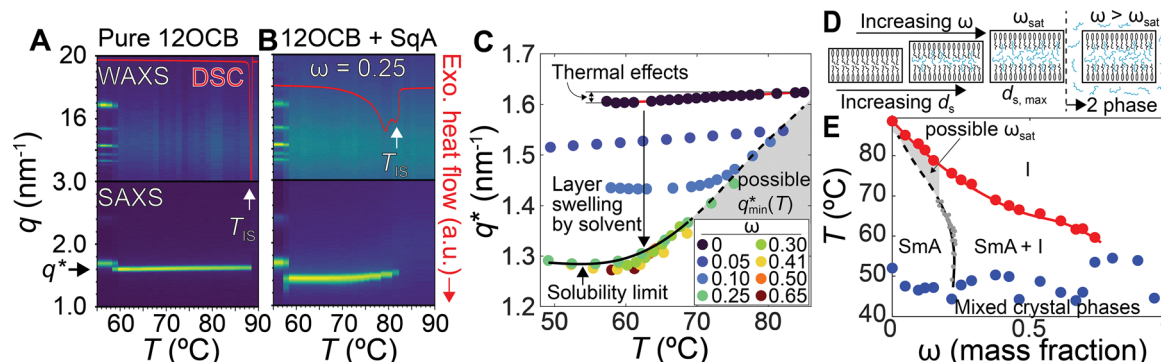 A Pure 12OCB
20
WAXS
DSC
16
3.0
SAXS
T_IS
2.0
q* →
1.0
q (nm⁻¹)
60 70 80 90
T (ºC)
B 12OCB + SqA
ω = 0.25
T_IS
60 70 80 90
T (ºC)
Exo. heat flow (a.u.) →
C
1.7
Thermal effects
1.6
1.5
1.4
Layer
swelling
by solvent
possible
q*min(T)
1.3
Solubility limit
1.2
q* (nm⁻¹)
ω
0 0.30
0.05 0.41
0.10 0.50
0.25 0.65
50 60 70 80
T (ºC)
D
Increasing ω
ω_sat
ω > ω_sat
Increasing d_s
d_s, max
2 phase
E
possible ω_sat
80
I
70
SmA
SmA + I
60
50
40
Mixed crystal phases
T (ºC)
0 0.5 1
ω (mass fraction)